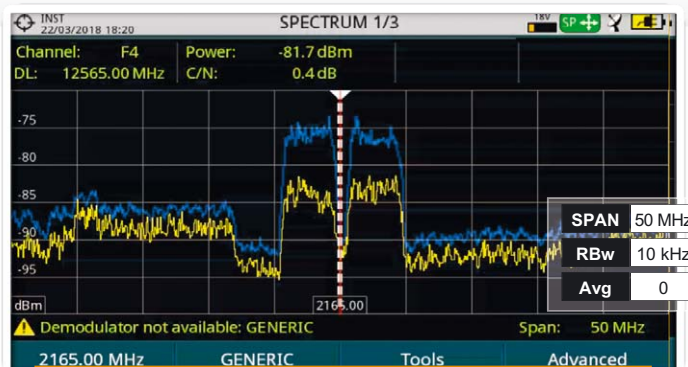 INST
22/03/2018 18:20
SPECTRUM 1/3
18V
SP
Channel: F4 Power: -81.7 dBm
DL: 12565.00 MHz C/N: 0.4 dB
-75
-80
-85
-90
-95
dBm
2165.00
SPAN 50 MHz
RBw 10 kHz
Avg 0
Demodulator not available: GENERIC Span: 50 MHz
2165.00 MHz GENERIC Tools Advanced